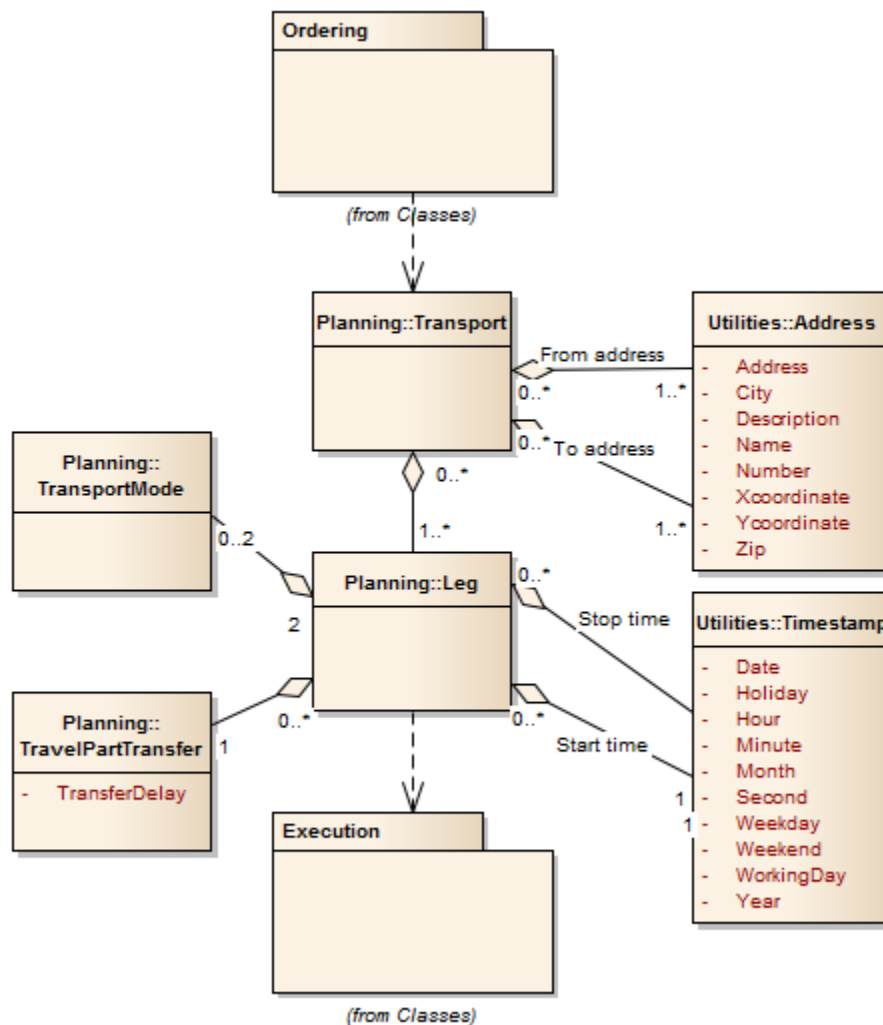 Ordering
(from Classes)
Planning::Transport
From address
0..*
1..*
0..*
To address
1..*
Utilities::Address
- Address
- City
- Description
- Name
- Number
- Xcoordinate
- Ycoordinate
- Zip
Planning::
TransportMode
0..2
2
0..*
1..*
Planning::Leg
0..*
Stop time
1
0..*
Start time
1
Utilities::Timestamp
- Date
- Holiday
- Hour
- Minute
- Month
- Second
- Weekday
- Weekend
- WorkingDay
- Year
Planning::
TravelPartTransfer
- TransferDelay
1
0..*
Execution
(from Classes)